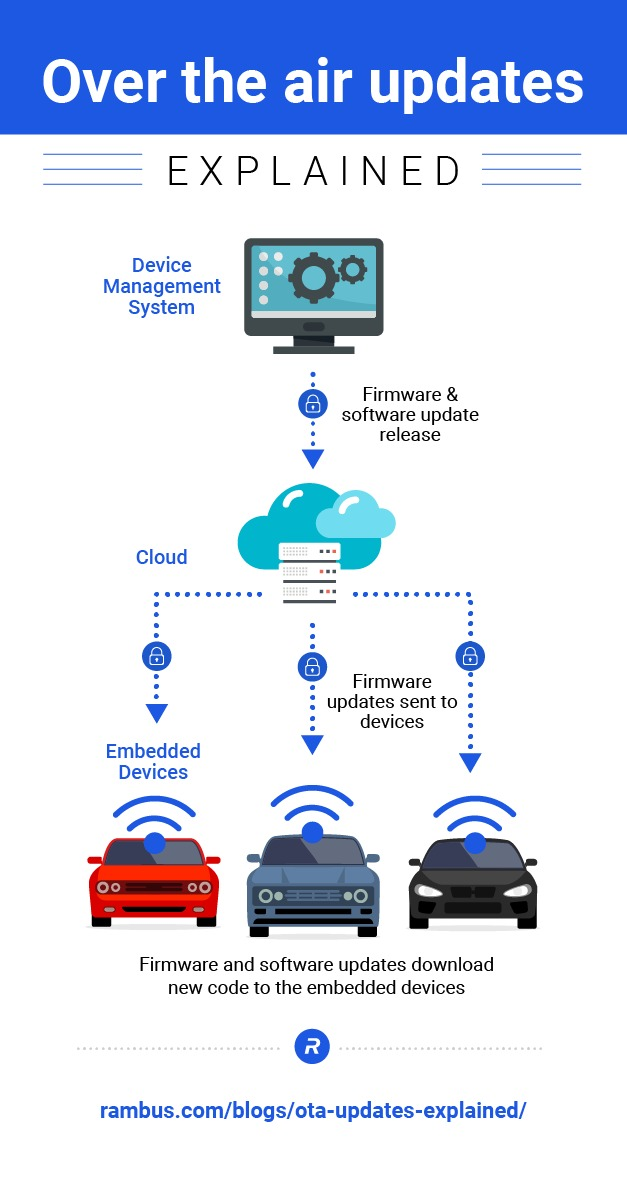 Over the air updates
EXPLAINED
Device
Management
System
Firmware &
software update
release
Cloud
Firmware
updates sent to
devices
Embedded
Devices
Firmware and software updates download
new code to the embedded devices
R
rambus.com/blogs/ota-updates-explained/